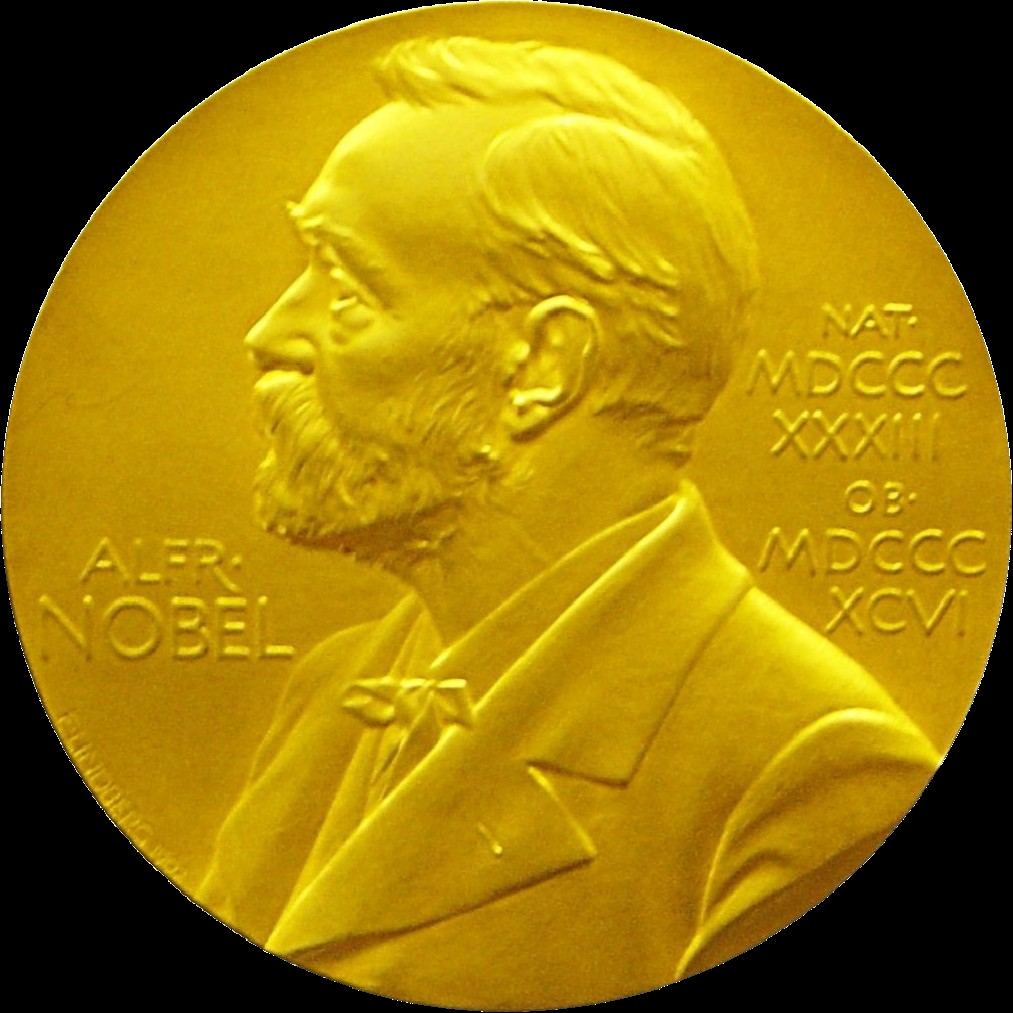 ALFR·
NOBEL
NAT·
MDCCC
XXXIII
OB·
MDCCC
XCVI